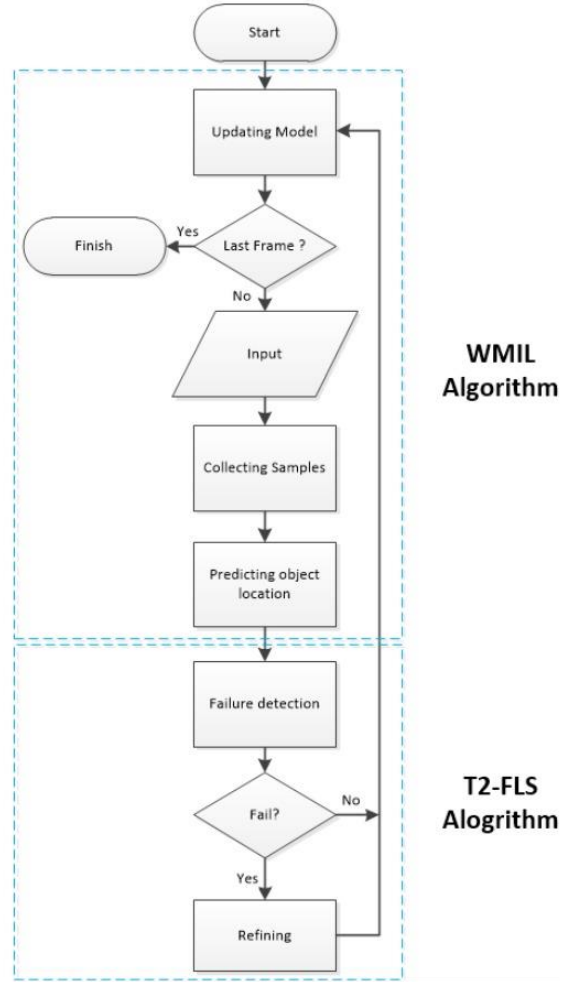 Start
Updating Model
Yes
Finish
Last Frame ?
No
Input
WMIL
Algorithm
Collecting Samples
Predicting object
location
Failure detection
T2-FLS
Alogrithm
Fail?
No
Yes
Refining